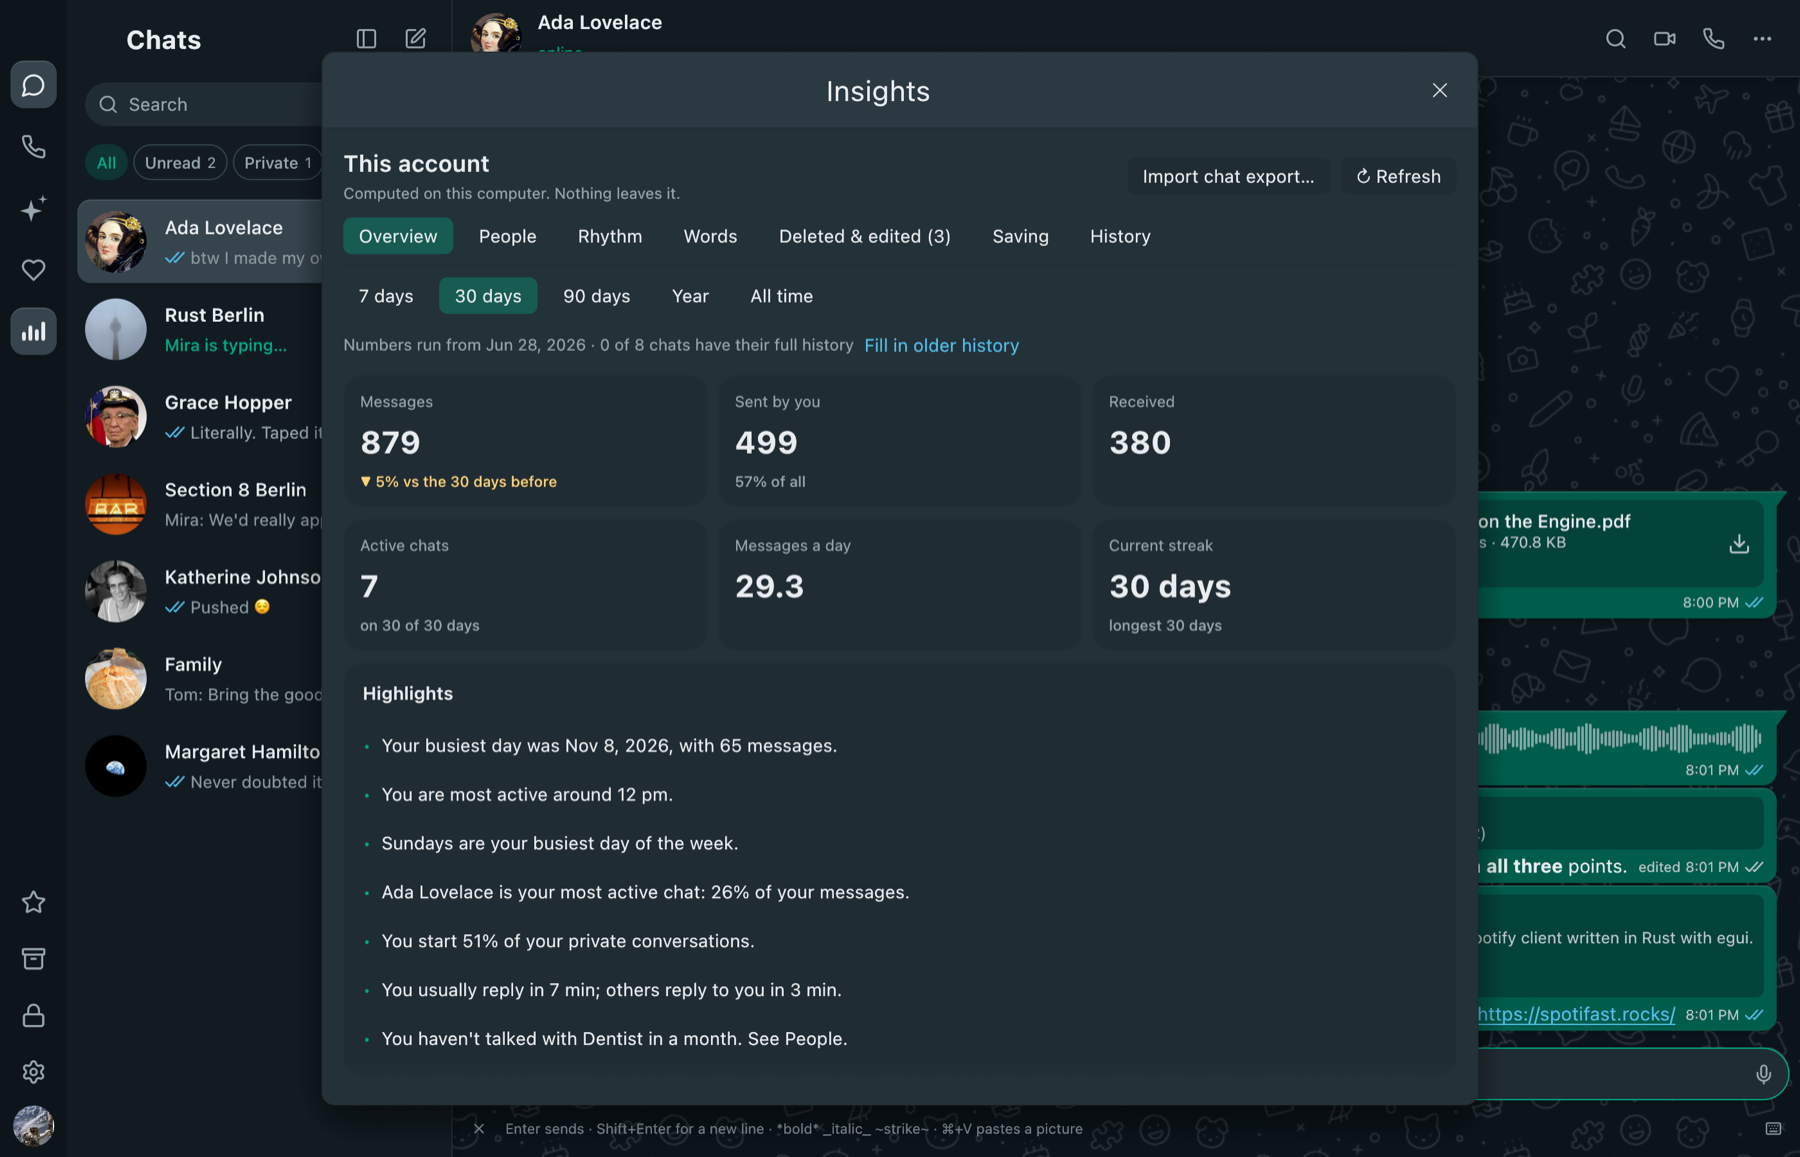 Chats
Search
All
Unread 2
Private 1
Ada Lovelace
btw I made my o
Rust Berlin
Mira is typing...
Grace Hopper
Literally. Taped it
Section 8 Berlin
BAR
Mira: We'd really ap
Katherine Johnso
Pushed 😌
Family
Tom: Bring the good
Margaret Hamilto
Never doubted it
Ada Lovelace
online
Insights
This account
Computed on this computer. Nothing leaves it.
Import chat export...
Refresh
Overview People Rhythm Words Deleted & edited (3) Saving History
7 days 30 days 90 days Year All time
Numbers run from Jun 28, 2026 · 0 of 8 chats have their full history Fill in older history
Messages
879
▼ 5% vs the 30 days before
Sent by you
499
57% of all
Received
380
Active chats
7
on 30 of 30 days
Messages a day
29.3
Current streak
30 days
longest 30 days
Highlights
· Your busiest day was Nov 8, 2026, with 65 messages.
· You are most active around 12 pm.
· Sundays are your busiest day of the week.
· Ada Lovelace is your most active chat: 26% of your messages.
· You start 51% of your private conversations.
· You usually reply in 7 min; others reply to you in 3 min.
· You haven't talked with Dentist in a month. See People.
on the Engine.pdf
s · 470.8 KB
8:00 PM
8:01 PM
all three points. edited 8:01 PM
potify client written in Rust with egui.
https://spotifast.rocks/ 8:01 PM
Enter sends · Shift+Enter for a new line · *bold* _italic_ ~strike~ · ⌘+V pastes a picture